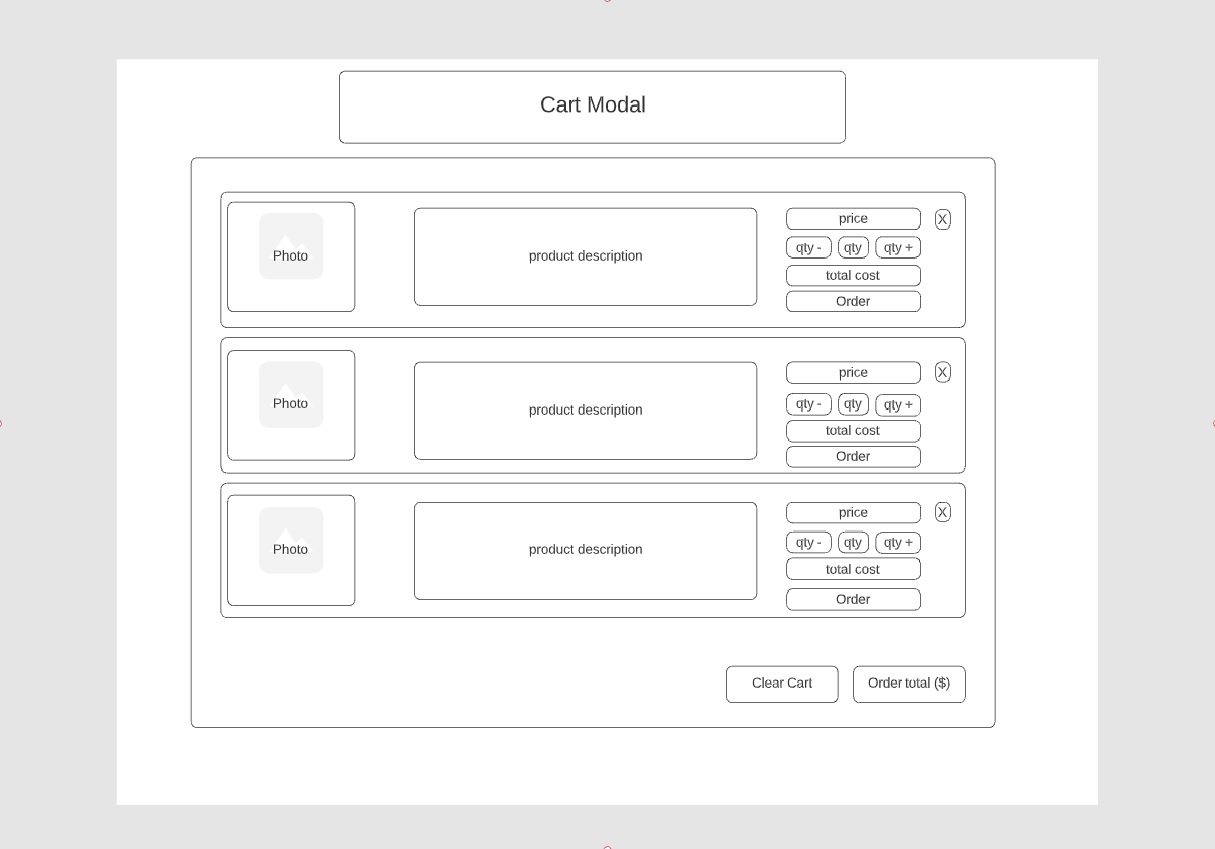 Cart Modal
Photo
product description
price
X
qty -
qty
qty +
total cost
Order
Photo
product description
price
X
qty -
qty
qty +
total cost
Order
Photo
product description
price
X
qty -
qty
qty +
total cost
Order
Clear Cart
Order total ($)